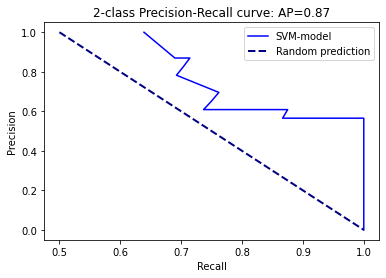 2-class Precision-Recall curve: AP=0.87
SVM-model
Random prediction
Precision
1.0
0.8
0.6
0.4
0.2
0.0
0.5 0.6 0.7 0.8 0.9 1.0
Recall